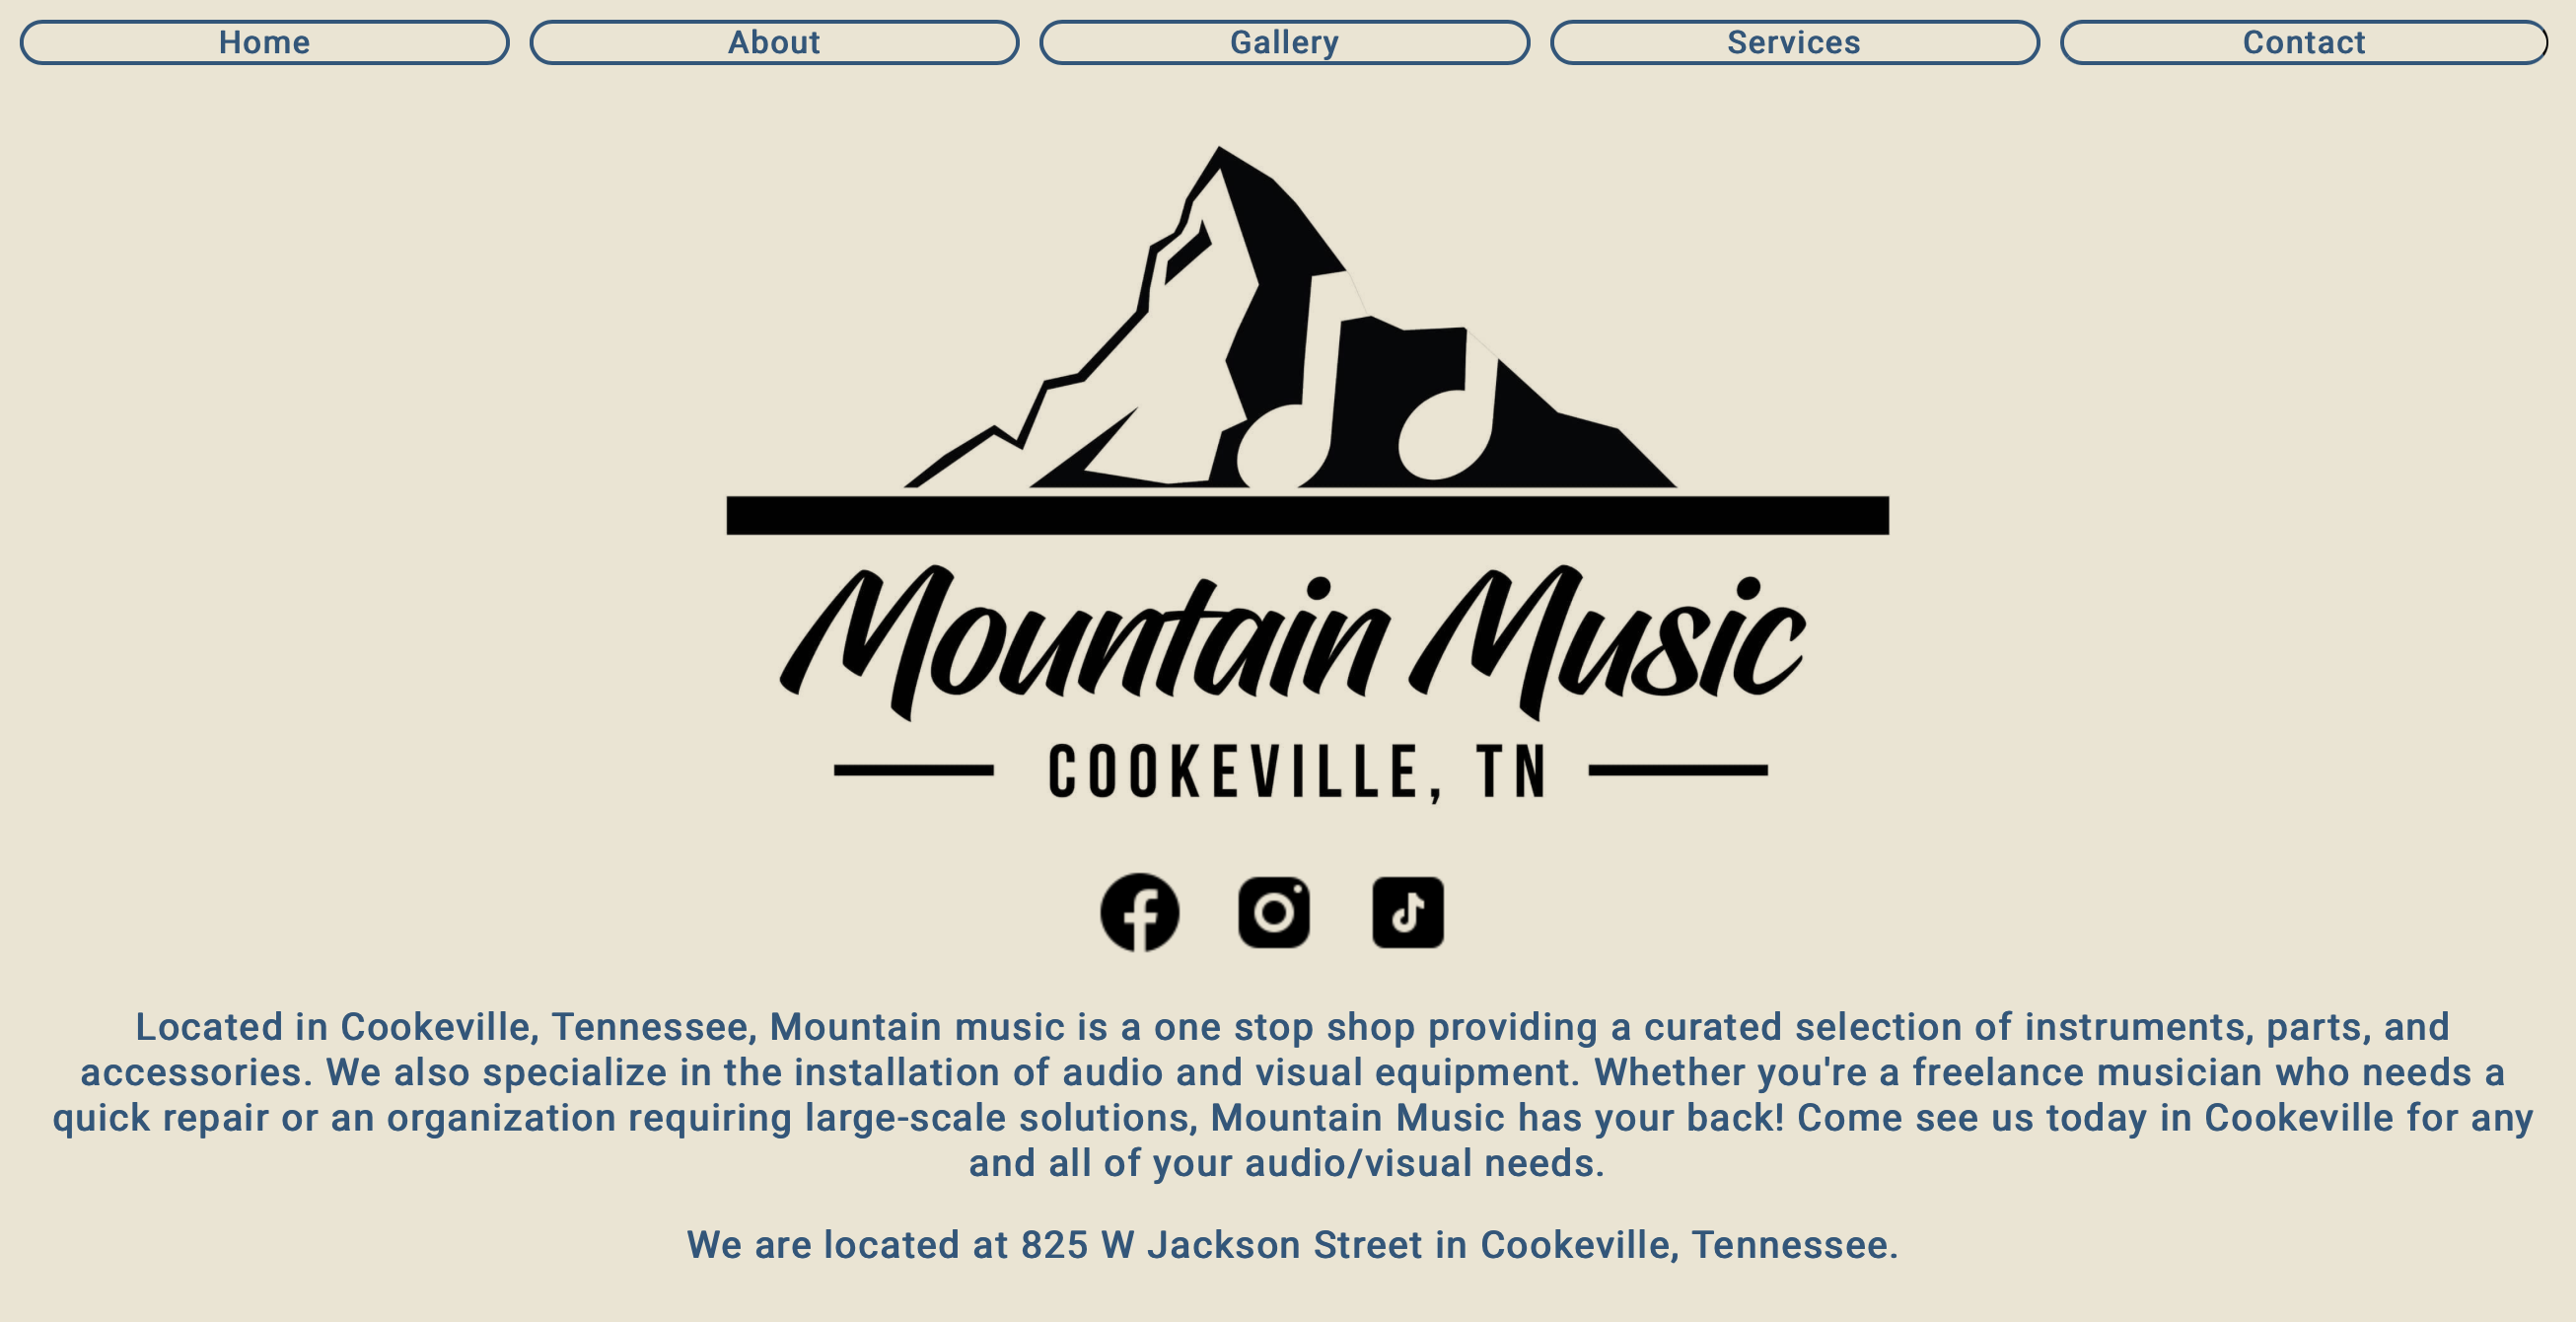 Home
About
Gallery
Services
Contact
Mountain Music
COOKEVILLE, TN
Located in Cookeville, Tennessee, Mountain music is a one stop shop providing a curated selection of instruments, parts, and
accessories. We also specialize in the installation of audio and visual equipment. Whether you're a freelance musician who needs a
quick repair or an organization requiring large-scale solutions, Mountain Music has your back! Come see us today in Cookeville for any
and all of your audio/visual needs.
We are located at 825 W Jackson Street in Cookeville, Tennessee.